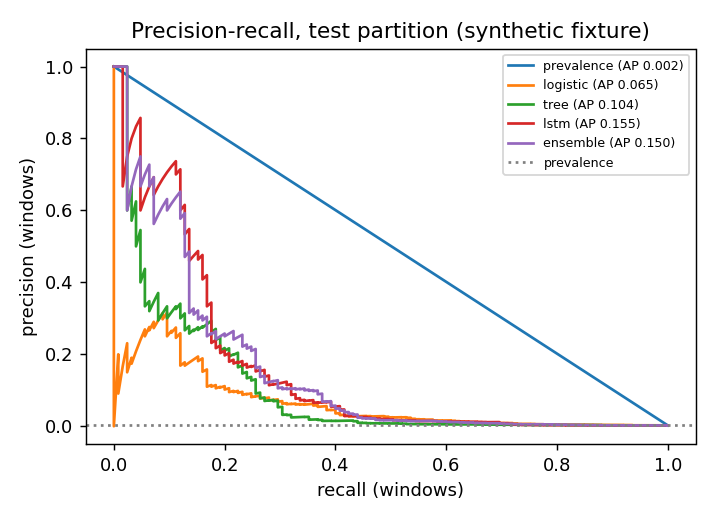 Precision-recall, test partition (synthetic fixture)
prevalence (AP 0.002)
logistic (AP 0.065)
tree (AP 0.104)
lstm (AP 0.155)
ensemble (AP 0.150)
prevalence
precision (windows)
1.0
0.8
0.6
0.4
0.2
0.0
0.0 0.2 0.4 0.6 0.8 1.0
recall (windows)